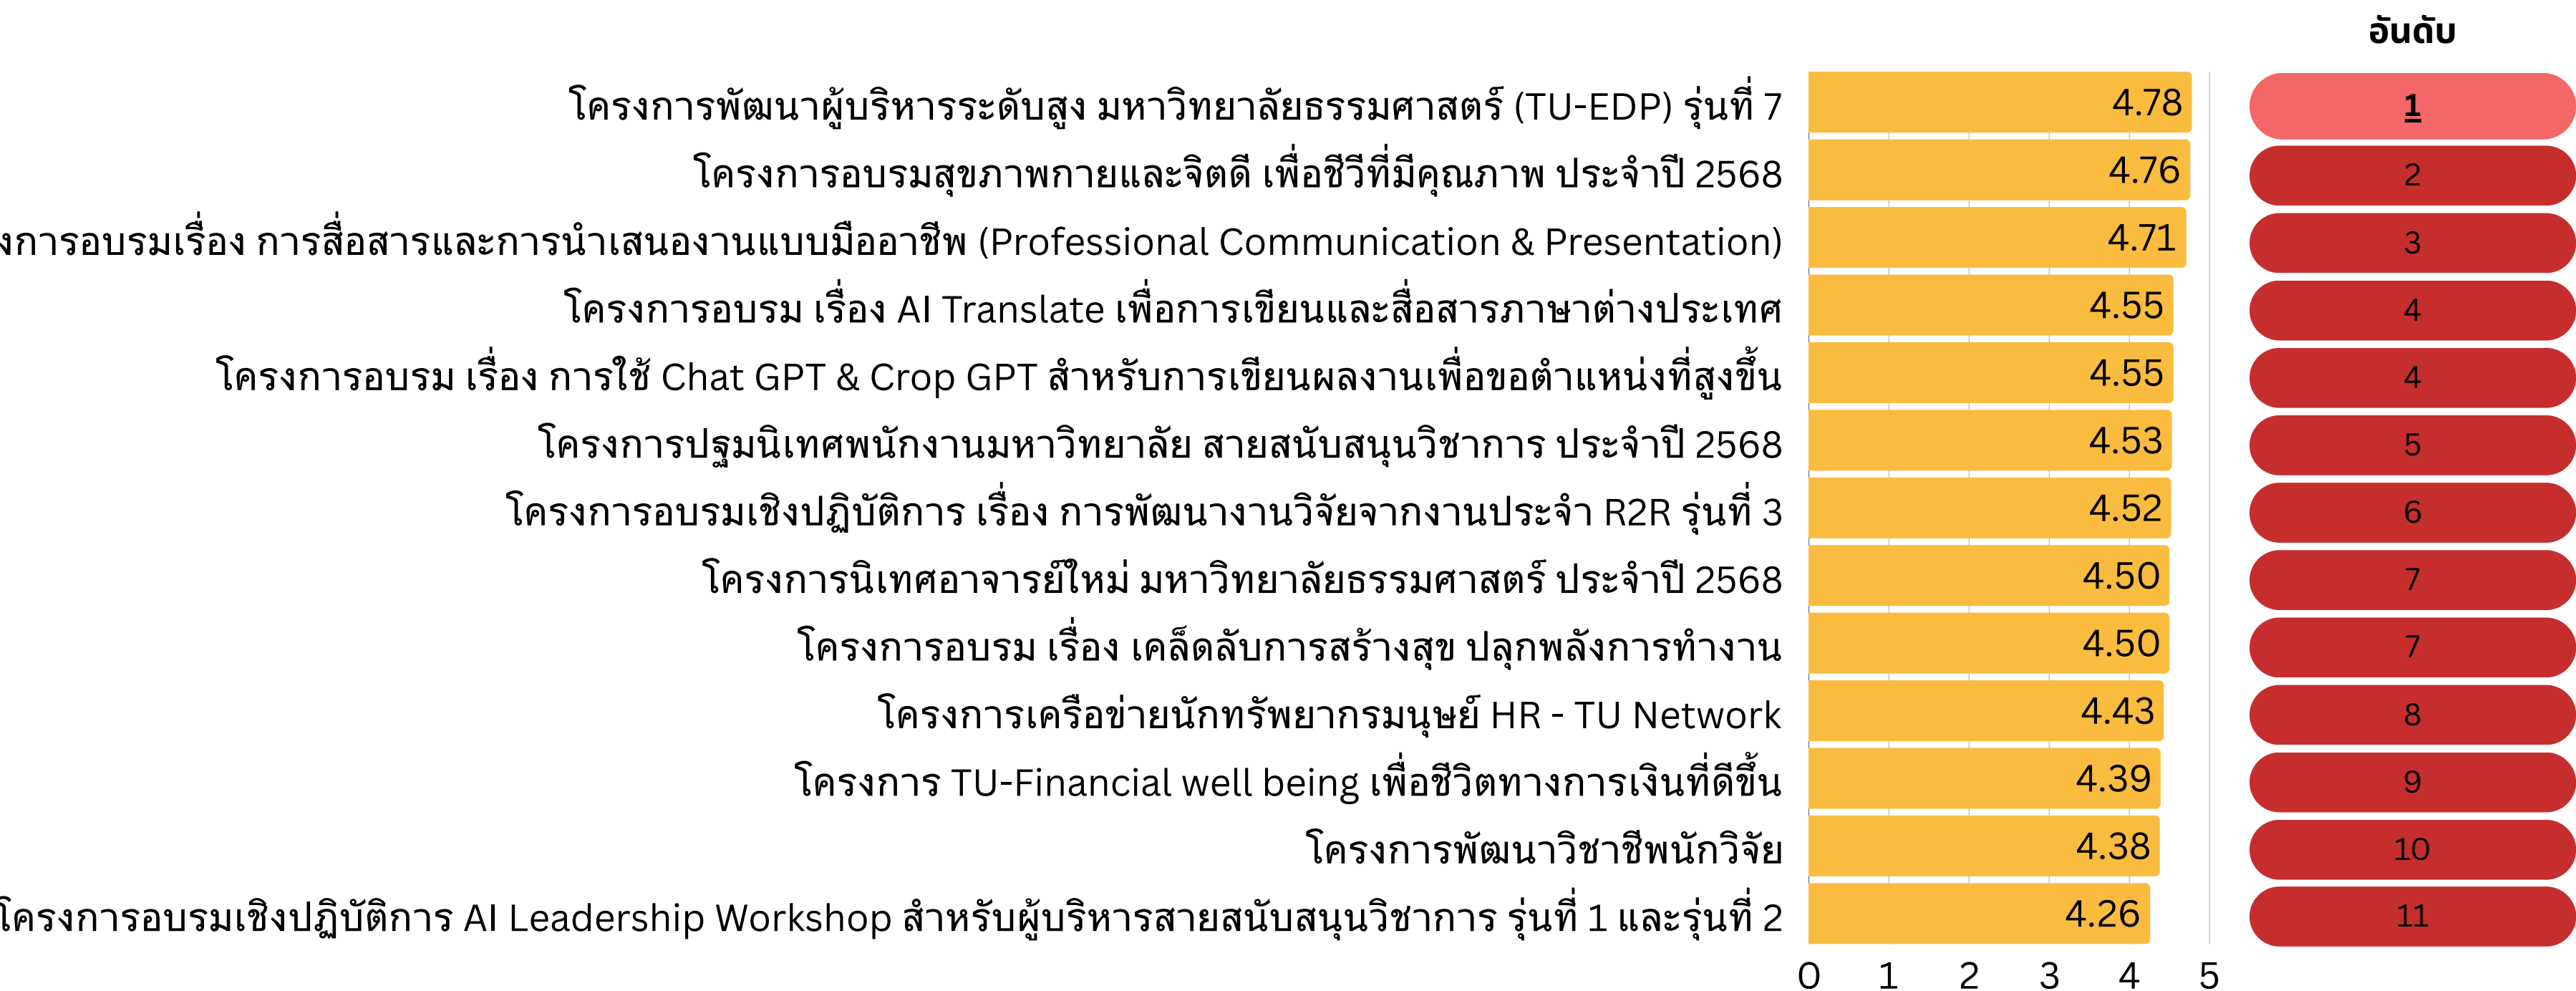 อันดับ
โครงการพัฒนาผู้บริหารระดับสูง มหาวิทยาลัยธรรมศาสตร์ (TU-EDP) รุ่นที่ 7 4.78 1
โครงการอบรมสุขภาพกายและจิตดี เพื่อชีวีที่มีคุณภาพ ประจำปี 2568 4.76 2
งการอบรมเรื่อง การสื่อสารและการนำเสนองานแบบมืออาชีพ (Professional Communication & Presentation) 4.71 3
โครงการอบรม เรื่อง AI Translate เพื่อการเขียนและสื่อสารภาษาต่างประเทศ 4.55 4
โครงการอบรม เรื่อง การใช้ Chat GPT & Crop GPT สำหรับการเขียนผลงานเพื่อขอตำแหน่งที่สูงขึ้น 4.55 4
โครงการปฐมนิเทศพนักงานมหาวิทยาลัย สายสนับสนุนวิชาการ ประจำปี 2568 4.53 5
โครงการอบรมเชิงปฏิบัติการ เรื่อง การพัฒนางานวิจัยจากงานประจำ R2R รุ่นที่ 3 4.52 6
โครงการนิเทศอาจารย์ใหม่ มหาวิทยาลัยธรรมศาสตร์ ประจำปี 2568 4.50 7
โครงการอบรม เรื่อง เคล็ดลับการสร้างสุข ปลุกพลังการทำงาน 4.50 7
โครงการเครือข่ายนักทรัพยากรมนุษย์ HR - TU Network 4.43 8
โครงการ TU-Financial well being เพื่อชีวิตทางการเงินที่ดีขึ้น 4.39 9
โครงการพัฒนาวิชาชีพนักวิจัย 4.38 10
โครงการอบรมเชิงปฏิบัติการ AI Leadership Workshop สำหรับผู้บริหารสายสนับสนุนวิชาการ รุ่นที่ 1 และรุ่นที่ 2 4.26 11
0 1 2 3 4 5